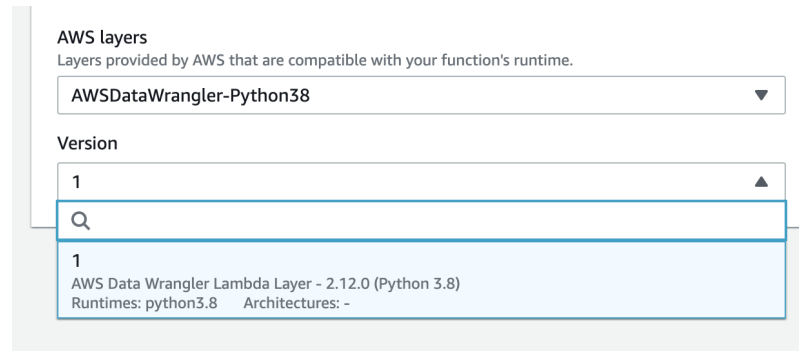 AWS layers
Layers provided by AWS that are compatible with your function's runtime.
AWSDataWrangler-Python38
Version
1
1
AWS Data Wrangler Lambda Layer - 2.12.0 (Python 3.8)
Runtimes: python3.8 Architectures: -